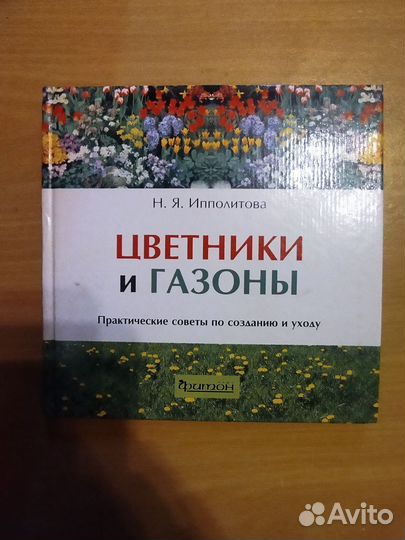 Н. Я. Ипполитова
ЦВЕТНИКИ
и ГАЗОНЫ
Практические советы по созданию и уходу
Фитон
Avito